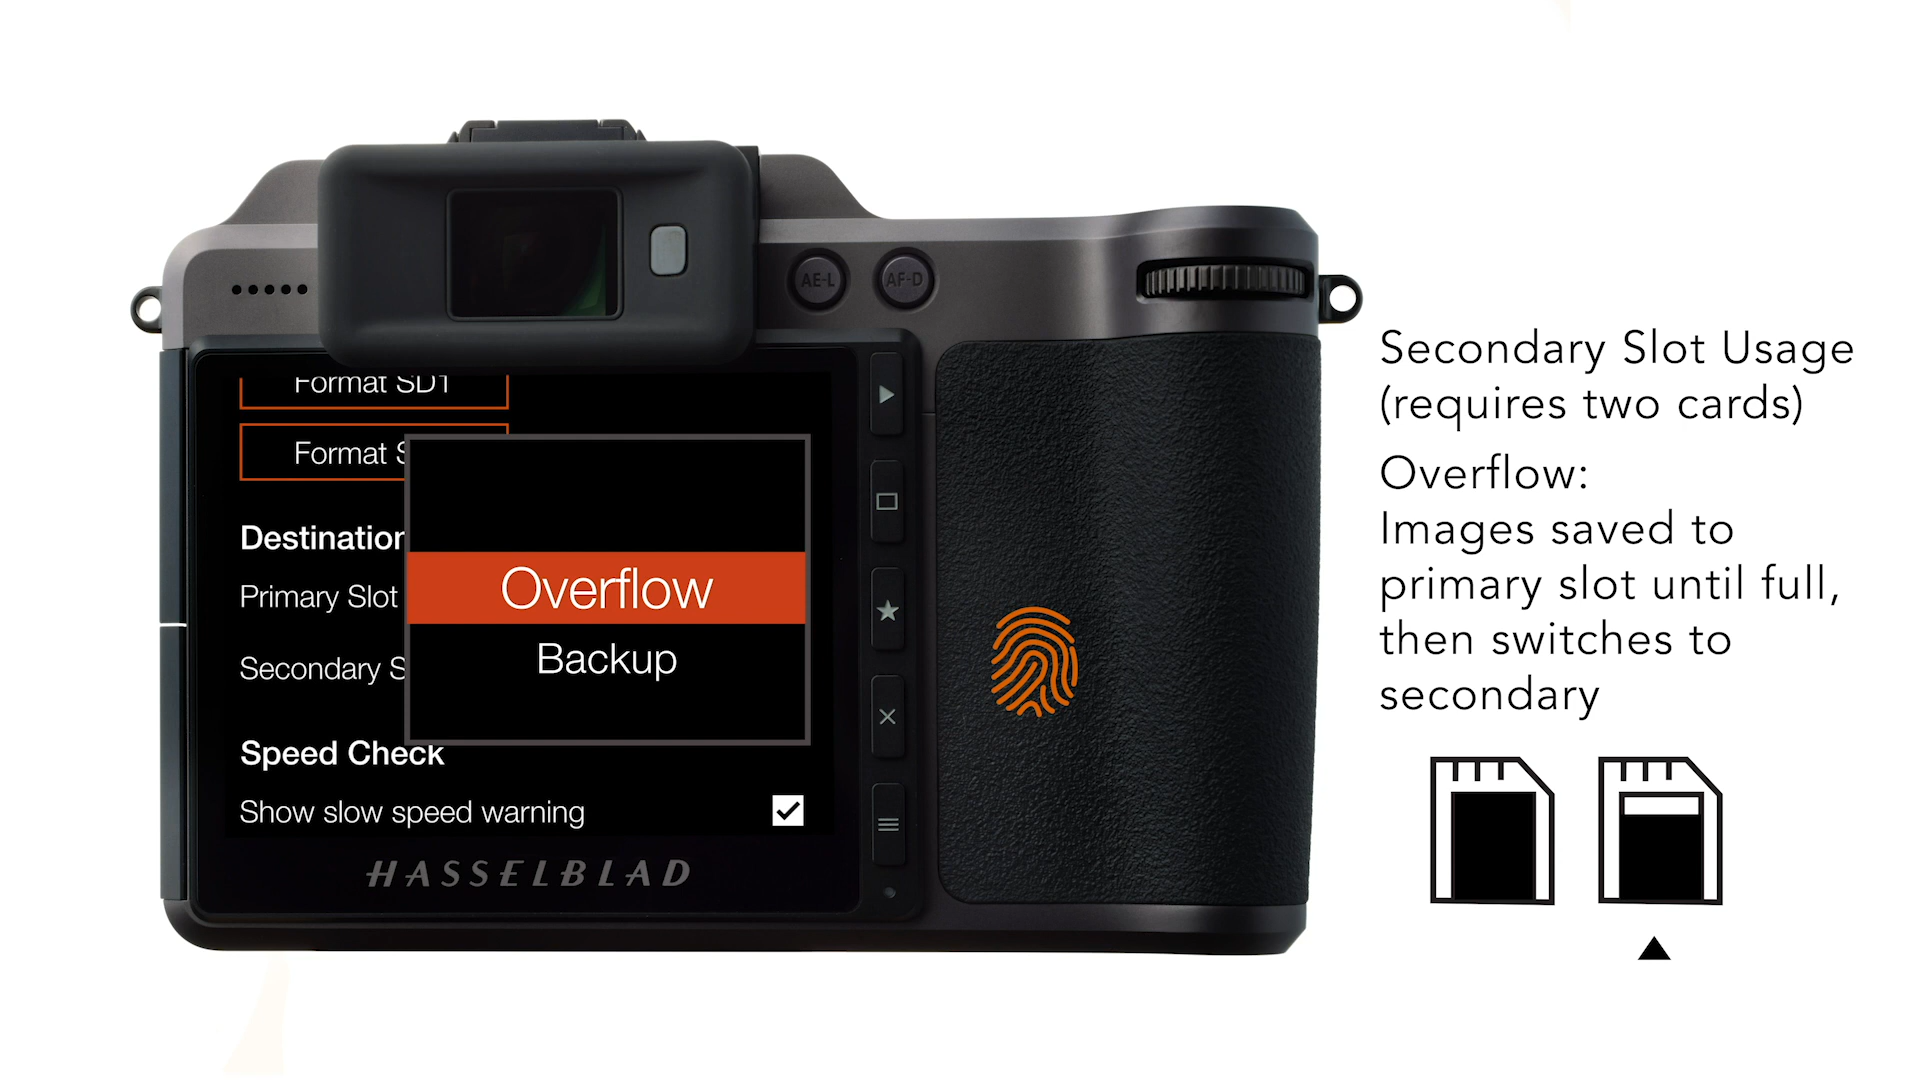 AE-L
AF-D
Format SD1
Format S
Destination
Primary Slot
Secondary S
Overflow
Backup
Speed Check
Show slow speed warning
HASSELBLAD
Secondary Slot Usage
(requires two cards)
Overflow:
Images saved to
primary slot until full,
then switches to
secondary